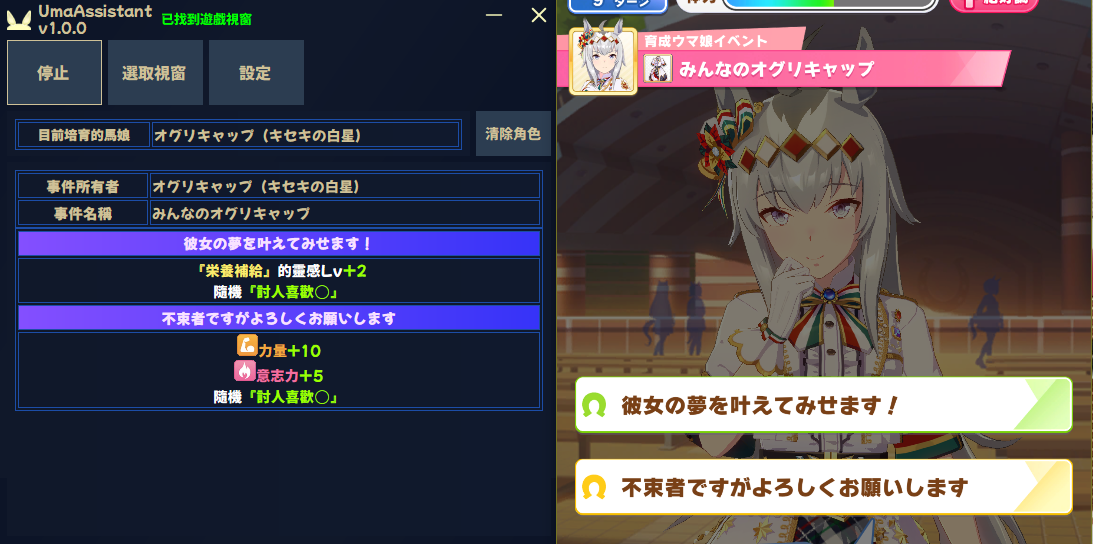 UmaAssistant
v1.0.0
已找到遊戲視窗
停止
選取視窗
設定
目前培育的馬娘
オグリキャップ（キセキの白星）
清除角色
事件所有者
オグリキャップ（キセキの白星）
事件名稱
みんなのオグリキャップ
彼女の夢を叶えてみせます！
「栄養補給」的靈感Lv+2
隨機「討人喜歡○」
不束者ですがよろしくお願いします
力量+10
意志力+5
隨機「討人喜歡○」
9 ターン
体力
絶好調
育成ウマ娘イベント
みんなのオグリキャップ
彼女の夢を叶えてみせます！
不束者ですがよろしくお願いします